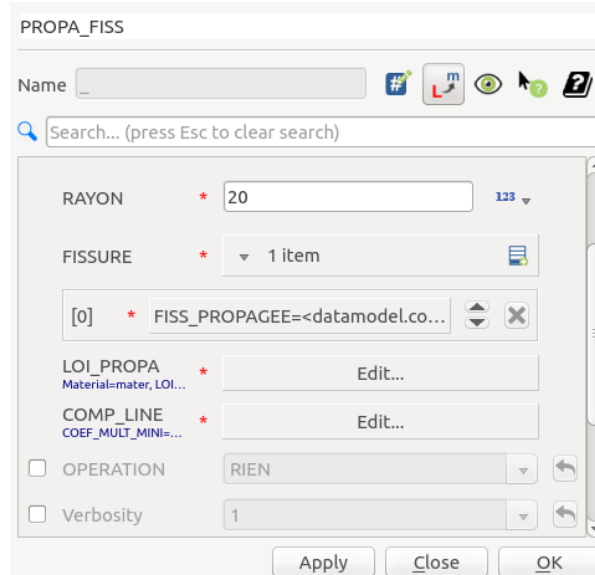 PROPA_FISS
Name _
Search... (press Esc to clear search)
RAYON * 20 123
FISSURE * 1 item
[0] * FISS_PROPAGEE=<datamodel.co...
LOI_PROPA * Edit...
Material=mater, LOI...
COMP_LINE * Edit...
COEF_MULT_MINI=...
OPERATION RIEN
Verbosity 1
Apply Close OK